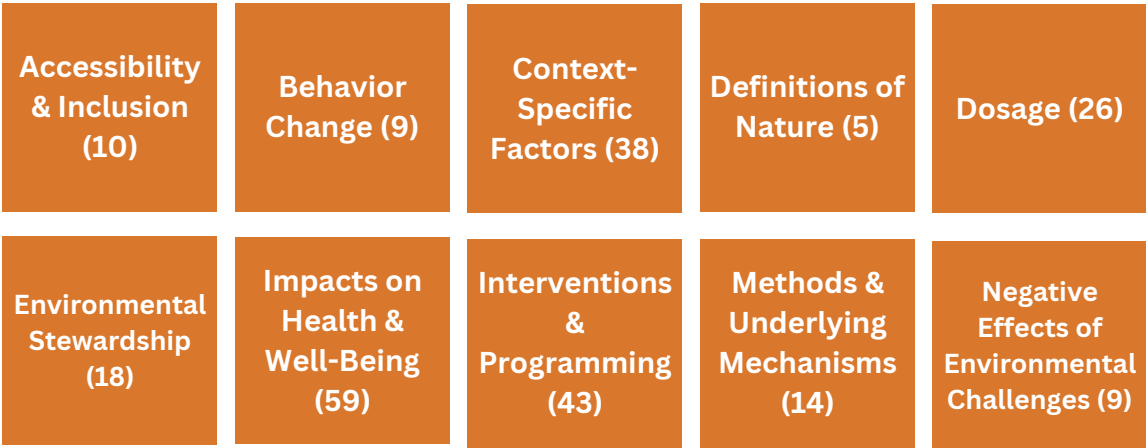 Accessibility
& Inclusion
(10)
Behavior
Change (9)
Context-
Specific
Factors (38)
Definitions of
Nature (5)
Dosage (26)
Environmental
Stewardship
(18)
Impacts on
Health &
Well-Being
(59)
Interventions
&
Programming
(43)
Methods &
Underlying
Mechanisms
(14)
Negative
Effects of
Environmental
Challenges (9)